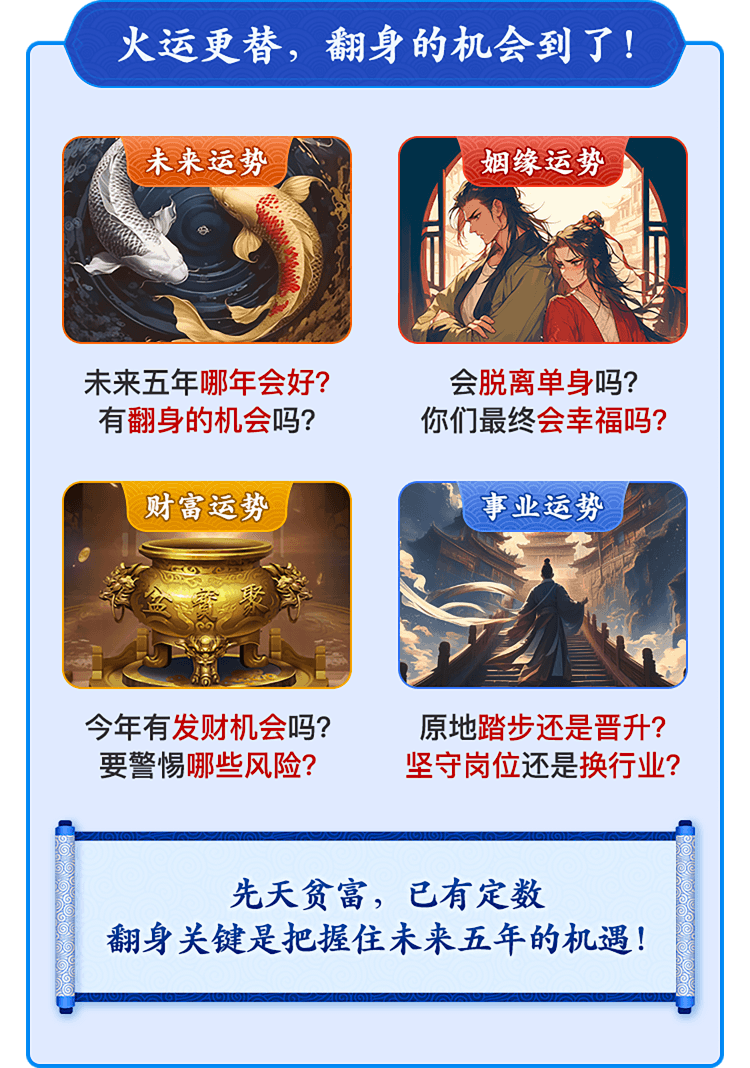 火运更替，翻身的机会到了！
未来运势
姻缘运势
未来五年哪年会好？
有翻身的机会吗？
会脱离单身吗？
你们最终会幸福吗？
财富运势
盆寳聚
事业运势
今年有发财机会吗？
要警惕哪些风险？
原地踏步还是晋升？
坚守岗位还是换行业？
先天贫富，已有定数
翻身关键是把握住未来五年的机遇！